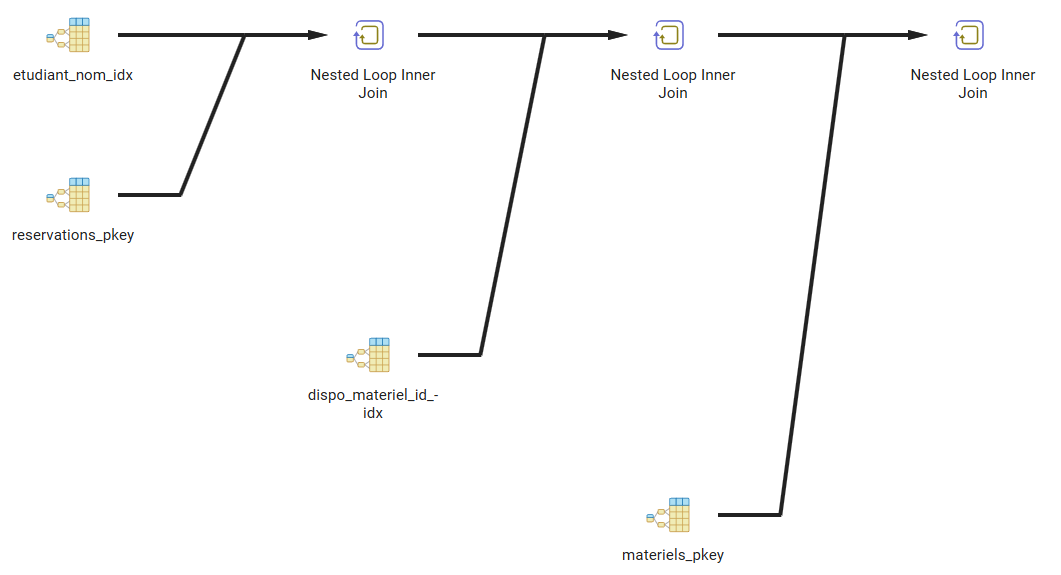 etudiant_nom_idx
Nested Loop Inner
Join
Nested Loop Inner
Join
Nested Loop Inner
Join
reservations_pkey
dispo_materiel_id_-
idx
materiels_pkey